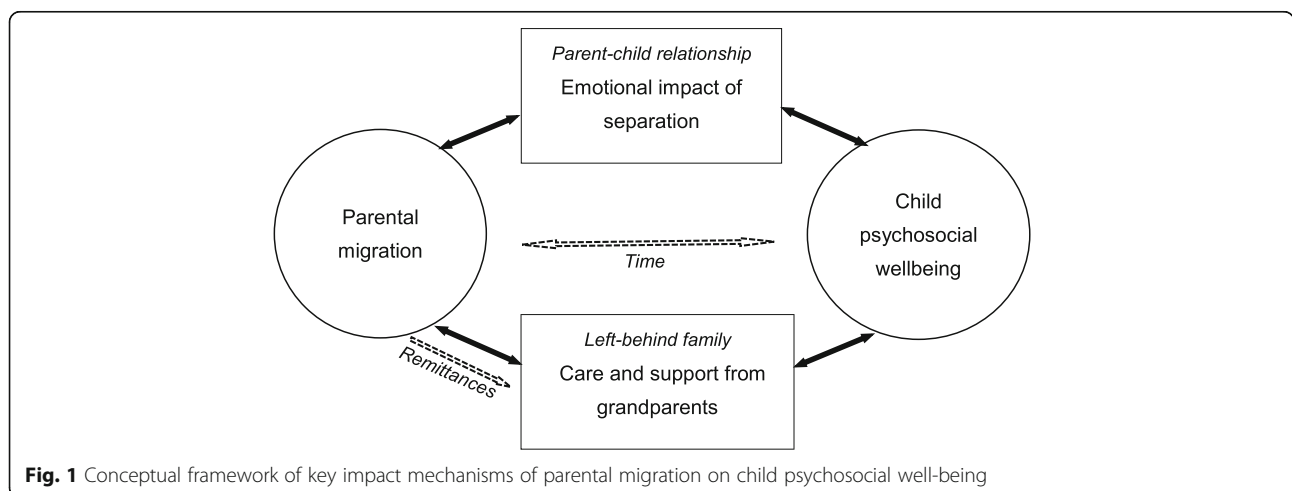 Parent-child relationship
Emotional impact of
separation
Parental
migration
Child
psychosocial
wellbeing
Time
Remittances
Left-behind family
Care and support from
grandparents
Fig. 1 Conceptual framework of key impact mechanisms of parental migration on child psychosocial well-being